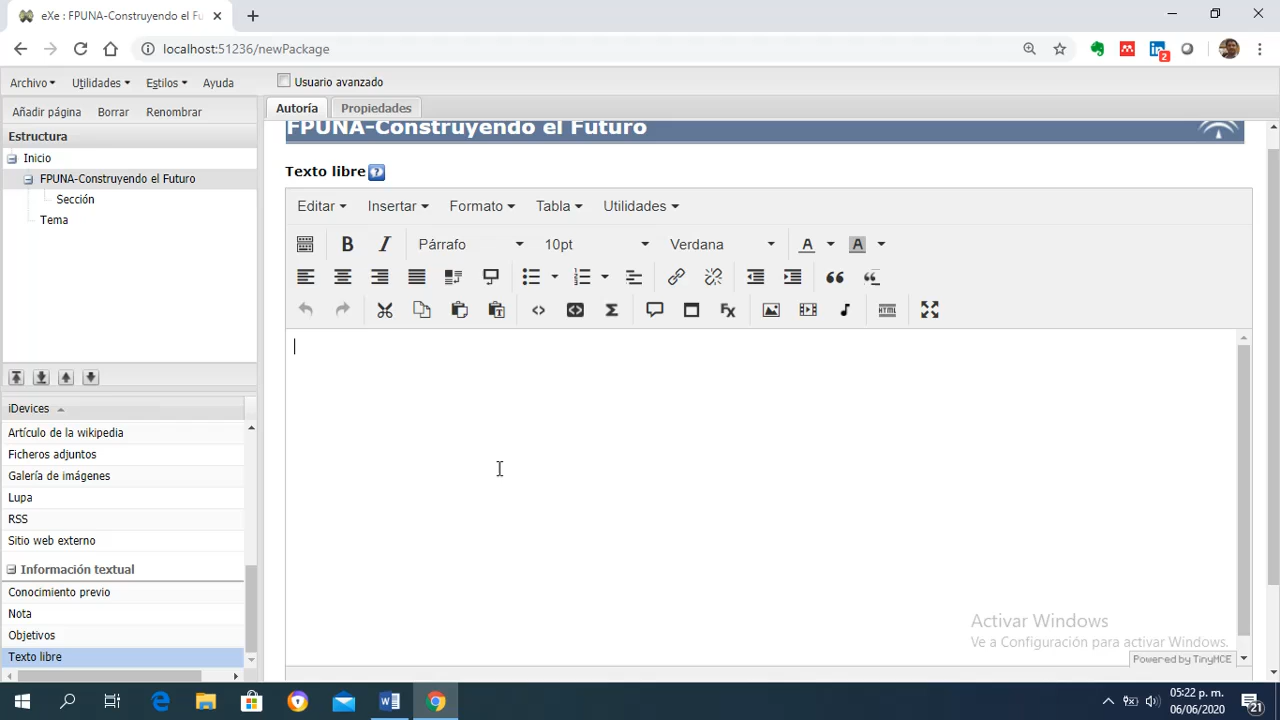 eXe : FPUNA-Construyendo el Fu
localhost:51236/newPackage
2
Archivo Utilidades Estilos Ayuda
Usuario avanzado
Añadir página Borrar Renombrar
Autoría Propiedades
Estructura
FPUNA-Construyendo el Futuro
Inicio
FPUNA-Construyendo el Futuro
Sección
Tema
Texto libre ?
Editar Insertar Formato Tabla Utilidades
B I Párrafo 10pt Verdana A A
Fx HTML
iDevices
Artículo de la wikipedia
Ficheros adjuntos
Galería de imágenes
Lupa
RSS
Sitio web externo
Información textual
Conocimiento previo
Nota
Objetivos
Texto libre
Activar Windows
Ve a Configuración para activar Windows.
Powered by TinyMCE
05:22 p. m.
06/06/2020
21